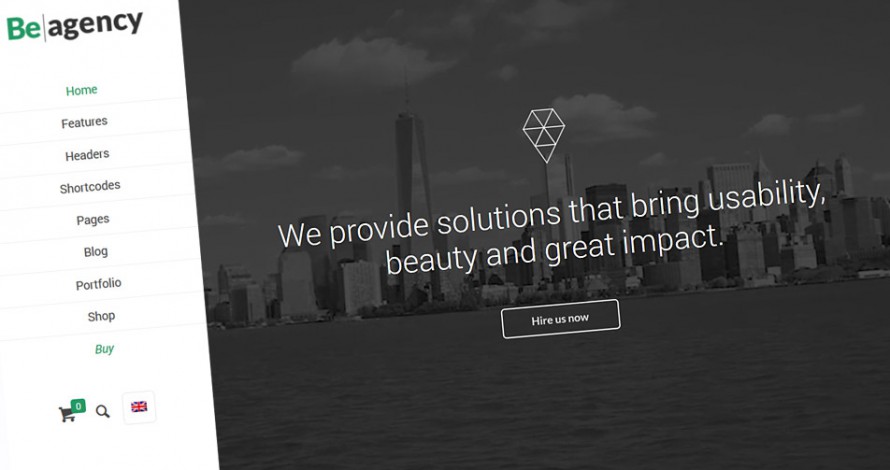 Be|agency
Home
Features
Headers
Shortcodes
Pages
Blog
Portfolio
Shop
Buy
0
We provide solutions that bring usability,
beauty and great impact.
Hire us now